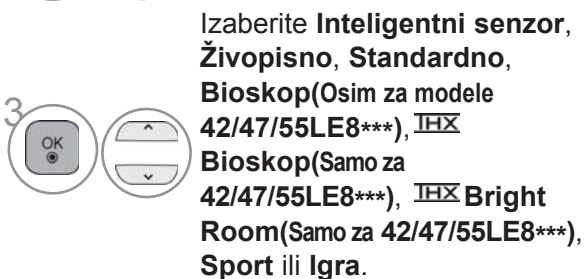 Izaberite Inteligentni senzor,
Živopisno, Standardno,
Bioskop(Osim za modele
3
42/47/55LE8***), THX
OK
Bioskop(Samo za
42/47/55LE8***), THX Bright
Room(Samo za 42/47/55LE8***),
Sport ili Igra.